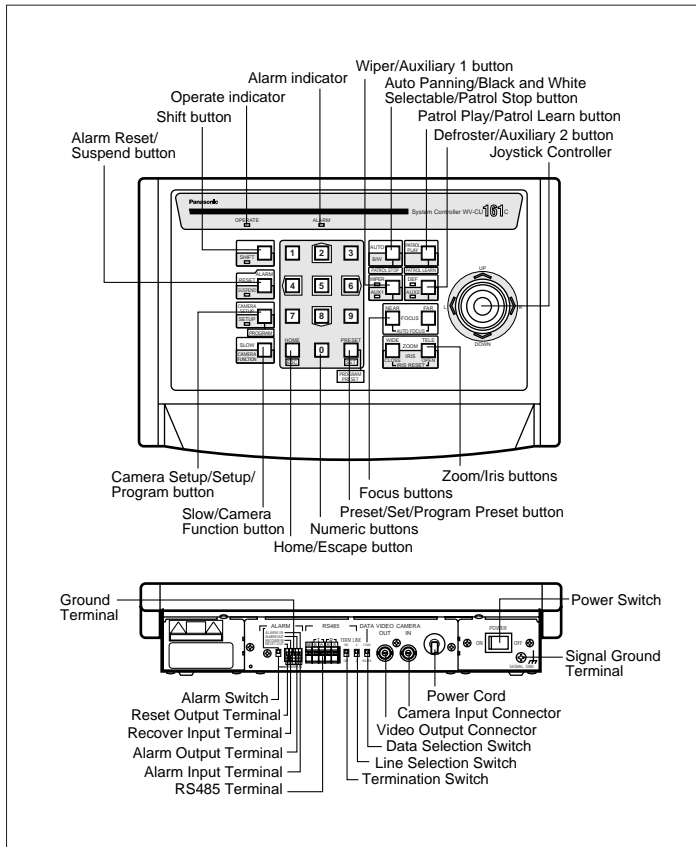 Wiper/Auxiliary 1 button
Alarm indicator
Auto Panning/Black and White
Selectable/Patrol Stop button
Operate indicator
Patrol Play/Patrol Learn button
Shift button
Defroster/Auxiliary 2 button
Alarm Reset/
Suspend button
Joystick Controller
Panasonic
System Controller WV-CU 161 C
OPERATE
ALARM
SHIFT
1
2
3
AUTO
B/W
PATROL STOP
PATROL
PLAY
PATROL LEARN
ALARM
RESET
SUSPEND
4
5
6
WIPER
AUX1
DEF
AUX2
UP
L
R
DOWN
CAMERA
SETUP
SETUP
PROGRAM
7
8
9
NEAR
FOCUS
FAR
AUTO FOCUS
SLOW
CAMERA
FUNCTION
HOME
ESC
0
PRESET
SET
PROGRAM
PRESET
WIDE
ZOOM
TELE
CLOSE
IRIS
OPEN
IRIS RESET
Camera Setup/Setup/
Program button
Slow/Camera
Function button
Home/Escape button
Numeric buttons
Preset/Set/Program Preset button
Focus buttons
Zoom/Iris buttons
Ground
Terminal
Power Switch
ALARM
RS485
TERM
LINE
DATA
VIDEO
OUT
CAMERA
IN
POWER
ON
OFF
SIGNAL GND
Signal Ground
Terminal
Alarm Switch
Reset Output Terminal
Recover Input Terminal
Alarm Output Terminal
Alarm Input Terminal
RS485 Terminal
Power Cord
Camera Input Connector
Video Output Connector
Data Selection Switch
Line Selection Switch
Termination Switch